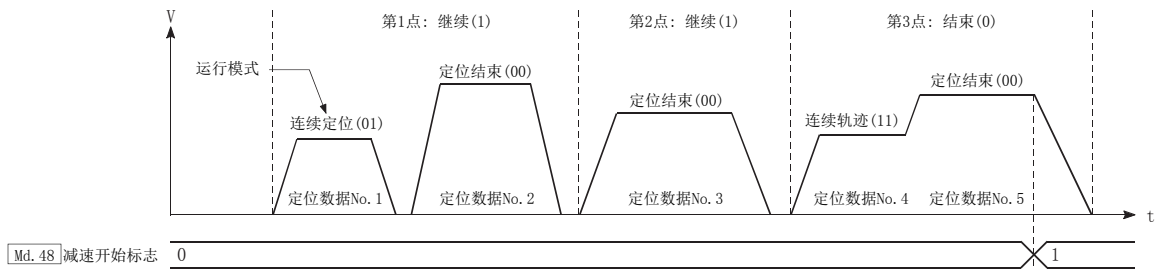 V
第1点: 继续(1)
第2点: 继续(1)
第3点: 结束(0)
运行模式
定位结束(00)
定位结束(00)
定位结束(00)
连续定位(01)
连续轨迹(11)
定位数据No.1
定位数据No.2
定位数据No.3
定位数据No.4
定位数据No.5
t
Md.48 减速开始标志
0
1